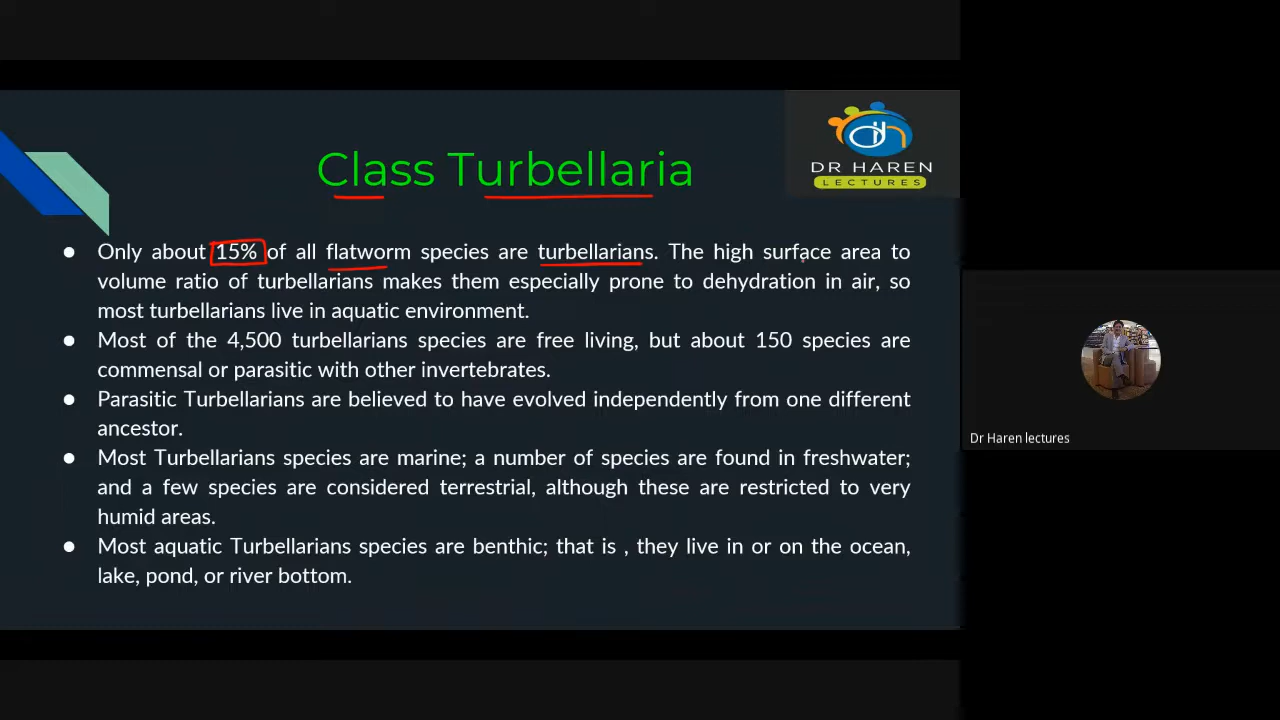 DR HAREN
LECTURES
Class Turbellaria
● Only about 15% of all flatworm species are turbellarians. The high surface area to
volume ratio of turbellarians makes them especially prone to dehydration in air, so
most turbellarians live in aquatic environment.
● Most of the 4,500 turbellarians species are free living, but about 150 species are
commensal or parasitic with other invertebrates.
● Parasitic Turbellarians are believed to have evolved independently from one different
ancestor.
● Most Turbellarians species are marine; a number of species are found in freshwater;
and a few species are considered terrestrial, although these are restricted to very
humid areas.
● Most aquatic Turbellarians species are benthic; that is , they live in or on the ocean,
lake, pond, or river bottom.
Dr Haren lectures